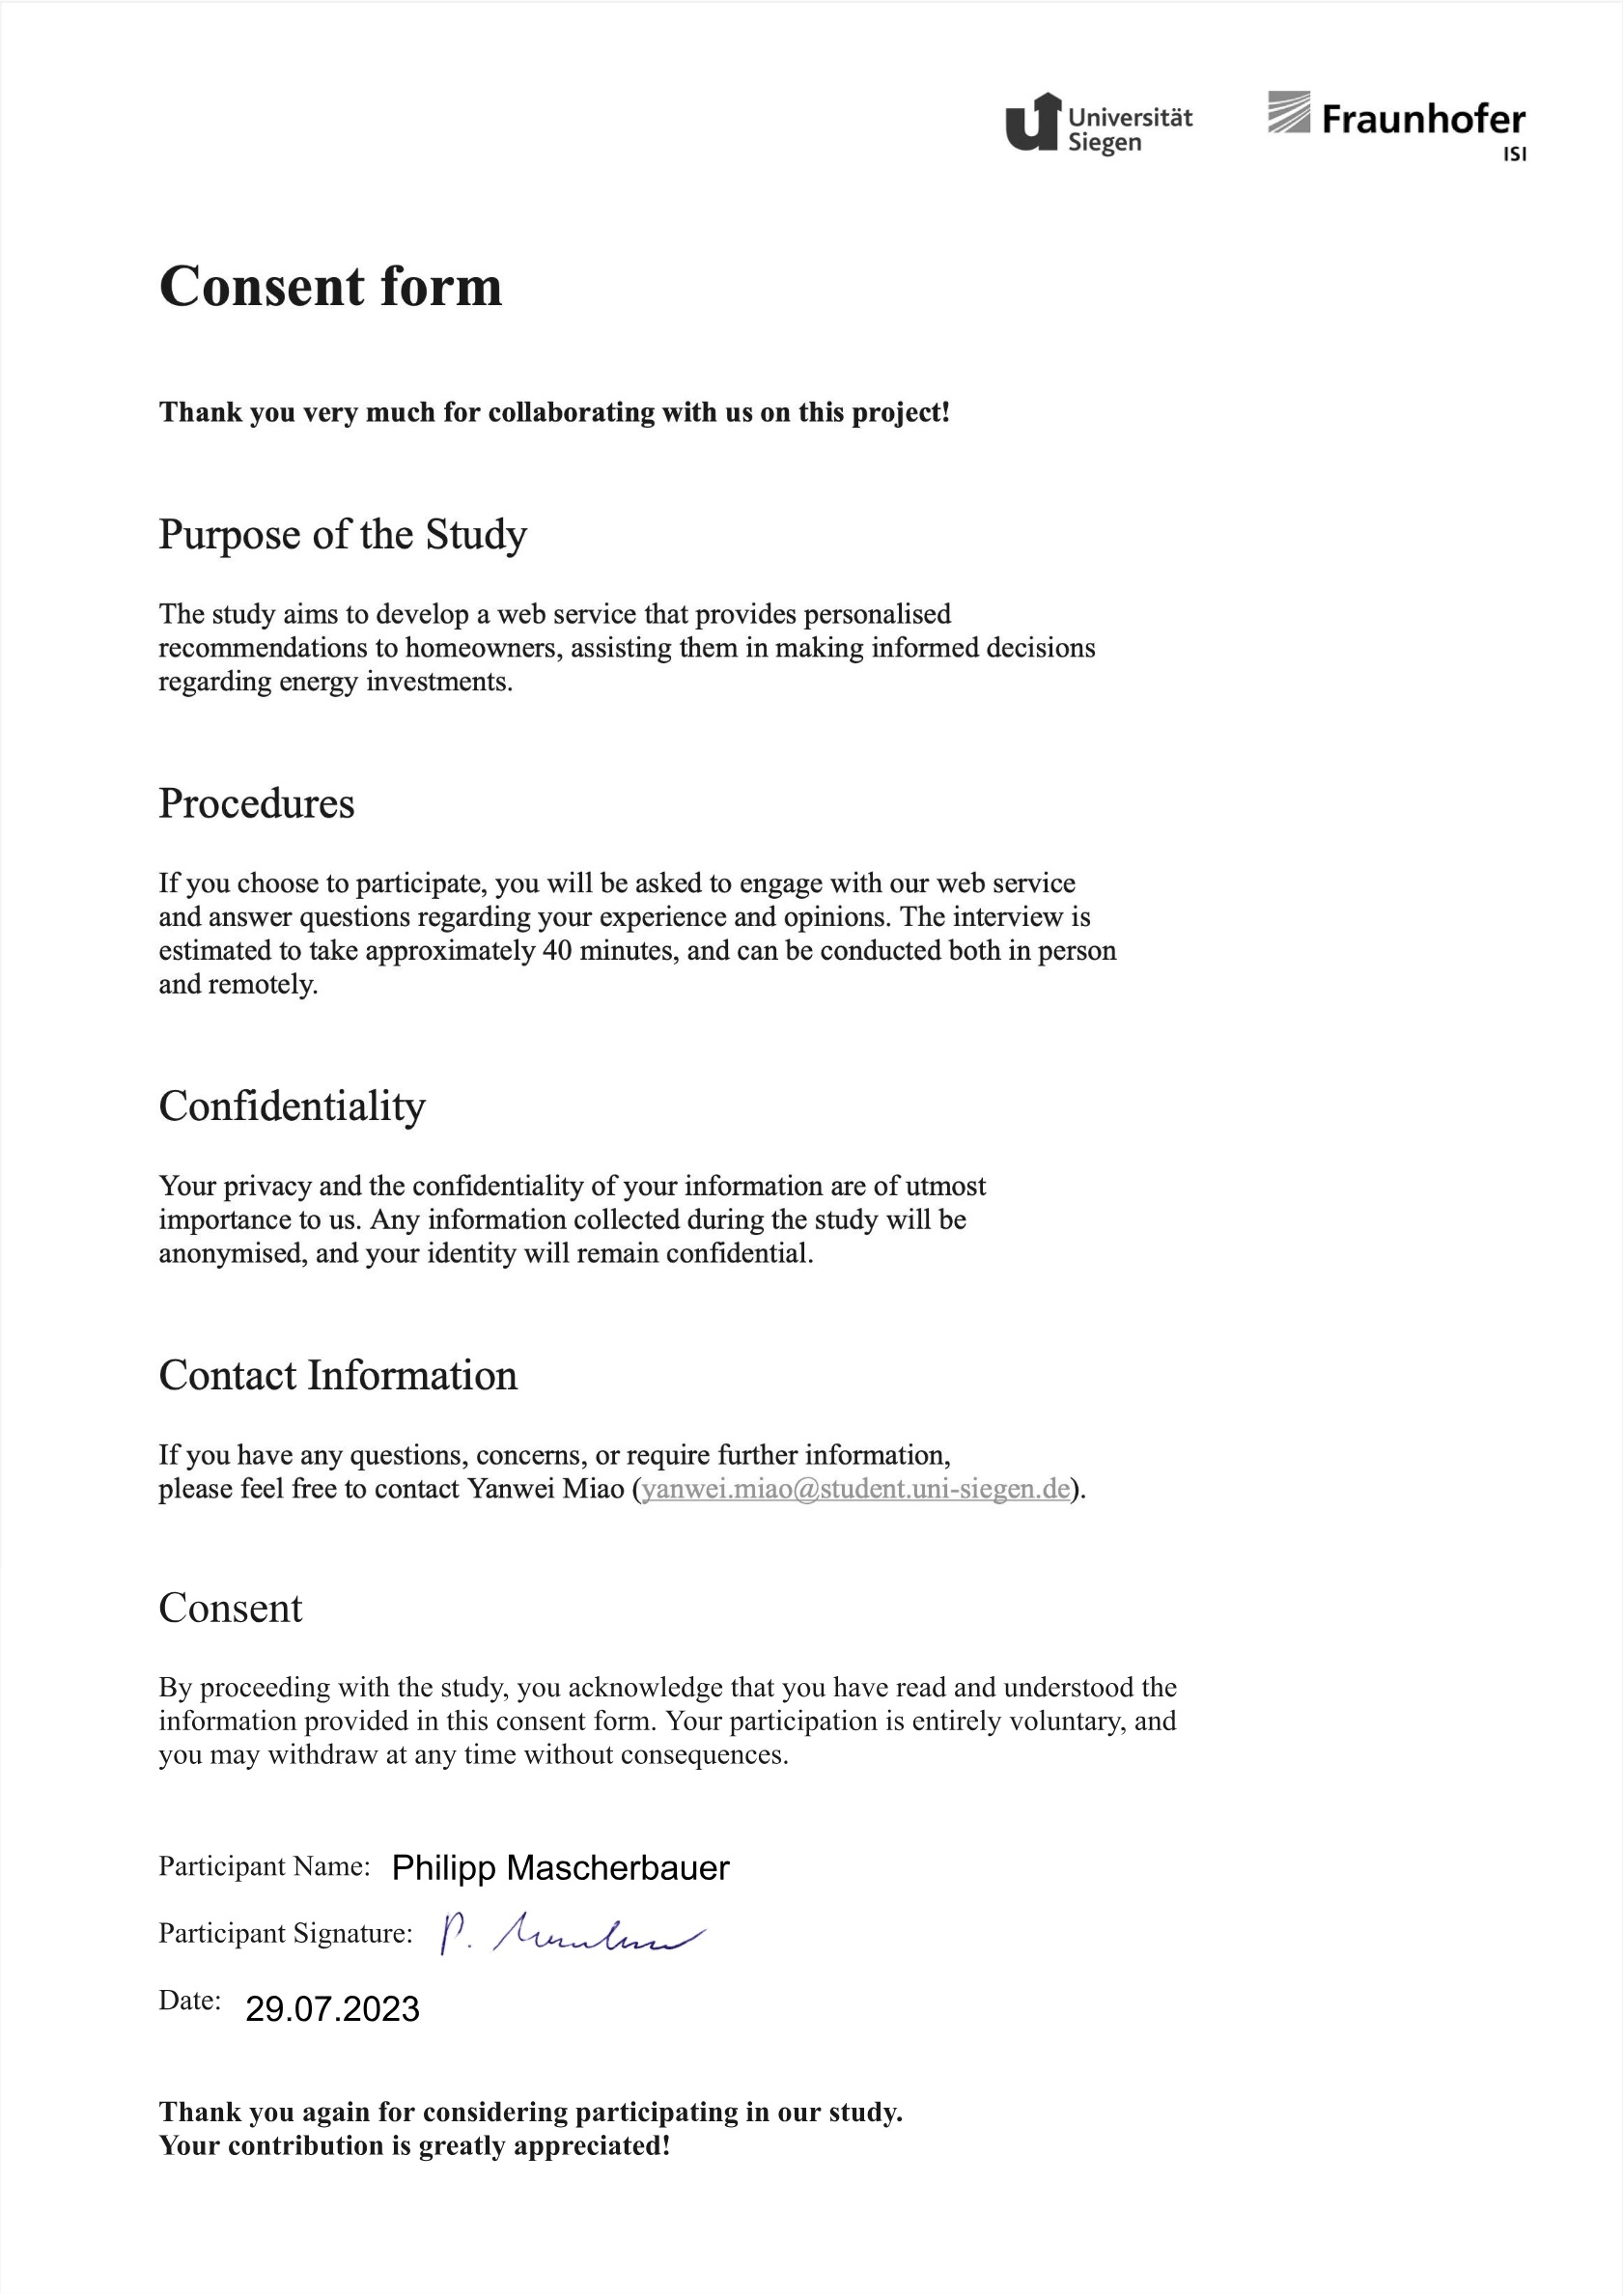 Universität
Siegen
Fraunhofer
ISI
Consent form
Thank you very much for collaborating with us on this project!
Purpose of the Study
The study aims to develop a web service that provides personalised
recommendations to homeowners, assisting them in making informed decisions
regarding energy investments.
Procedures
If you choose to participate, you will be asked to engage with our web service
and answer questions regarding your experience and opinions. The interview is
estimated to take approximately 40 minutes, and can be conducted both in person
and remotely.
Confidentiality
Your privacy and the confidentiality of your information are of utmost
importance to us. Any information collected during the study will be
anonymised, and your identity will remain confidential.
Contact Information
If you have any questions, concerns, or require further information,
please feel free to contact Yanwei Miao (yanwei.miao@student.uni-siegen.de).
Consent
By proceeding with the study, you acknowledge that you have read and understood the
information provided in this consent form. Your participation is entirely voluntary, and
you may withdraw at any time without consequences.
Participant Name: Philipp Mascherbauer
Participant Signature: P.
Date: 29.07.2023
Thank you again for considering participating in our study.
Your contribution is greatly appreciated!